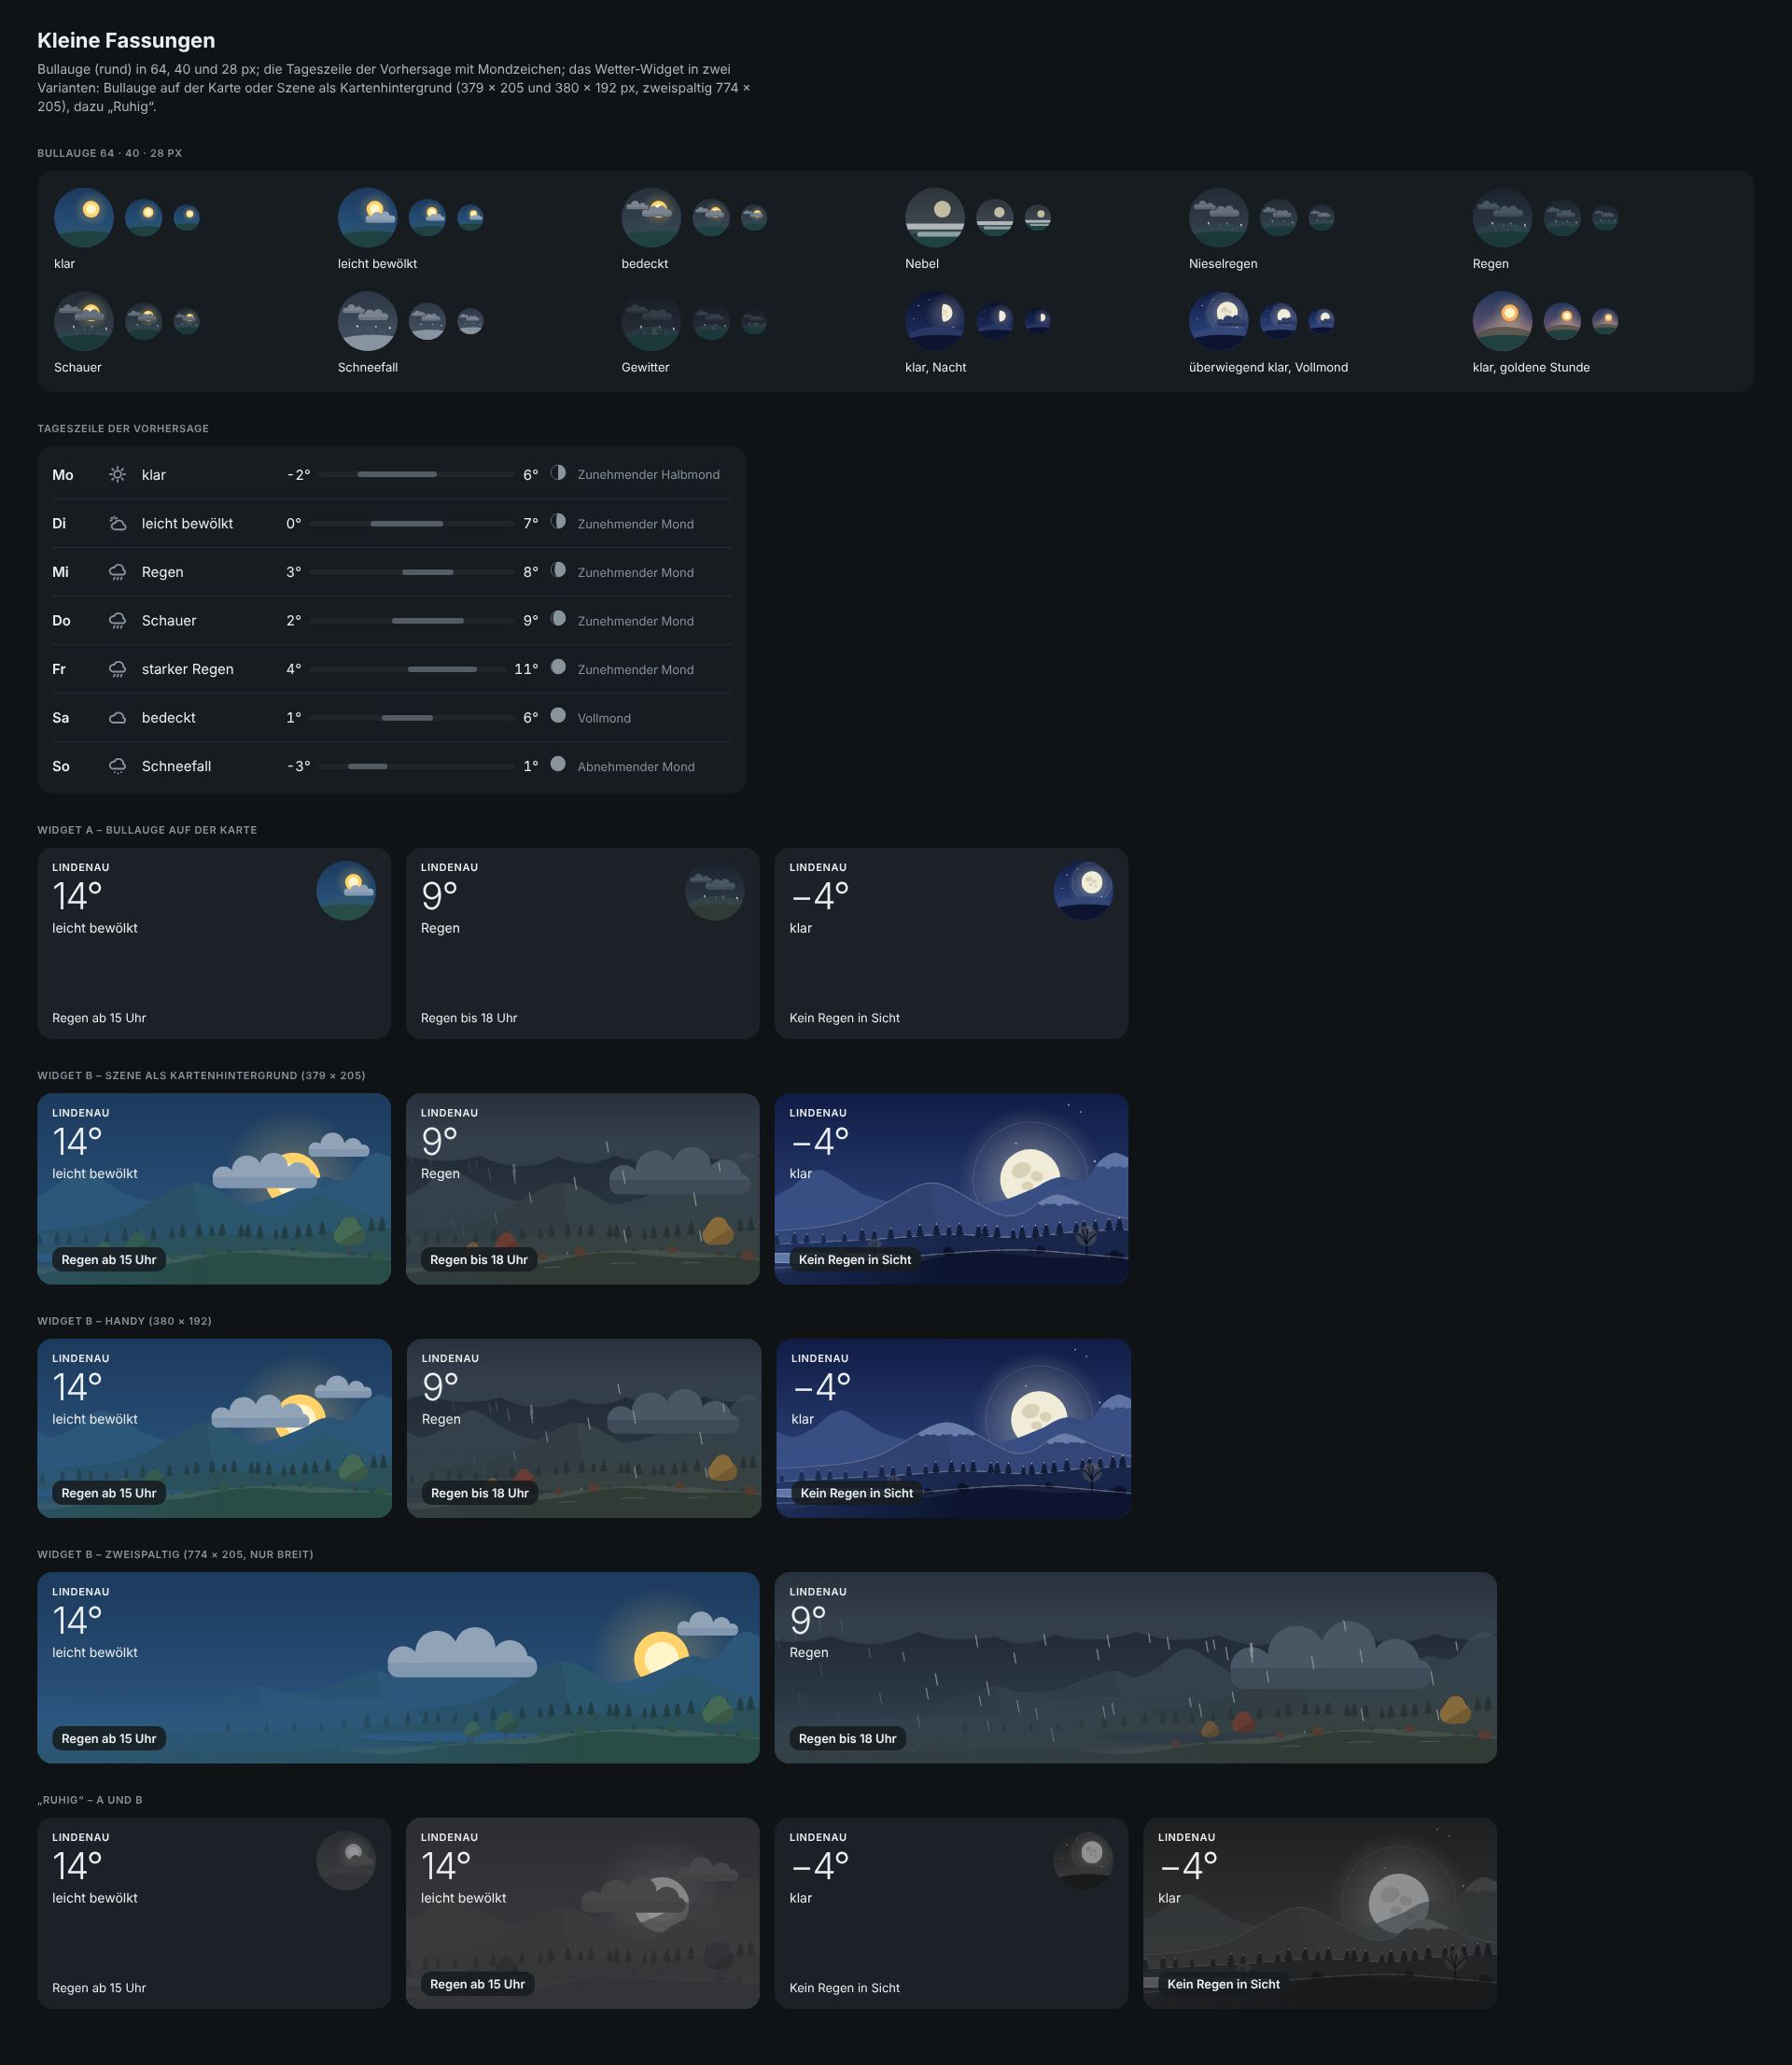 Kleine Fassungen
Bullauge (rund) in 64, 40 und 28 px; die Tageszeile der Vorhersage mit Mondzeichen; das Wetter-Widget in zwei
Varianten: Bullauge auf der Karte oder Szene als Kartenhintergrund (379 × 205 und 380 × 192 px, zweispaltig 774 ×
205), dazu „Ruhig“.
BULLAUGE 64 · 40 · 28 PX
klar
leicht bewölkt
bedeckt
Nebel
Nieselregen
Regen
Schauer
Schneefall
Gewitter
klar, Nacht
überwiegend klar, Vollmond
klar, goldene Stunde
TAGESZEILE DER VORHERSAGE
Mo klar -2° 6° Zunehmender Halbmond
Di leicht bewölkt 0° 7° Zunehmender Mond
Mi Regen 3° 8° Zunehmender Mond
Do Schauer 2° 9° Zunehmender Mond
Fr starker Regen 4° 11° Zunehmender Mond
Sa bedeckt 1° 6° Vollmond
So Schneefall -3° 1° Abnehmender Mond
WIDGET A – BULLAUGE AUF DER KARTE
LINDENAU
14°
leicht bewölkt
Regen ab 15 Uhr
LINDENAU
9°
Regen
Regen bis 18 Uhr
LINDENAU
−4°
klar
Kein Regen in Sicht
WIDGET B – SZENE ALS KARTENHINTERGRUND (379 × 205)
LINDENAU
14°
leicht bewölkt
Regen ab 15 Uhr
LINDENAU
9°
Regen
Regen bis 18 Uhr
LINDENAU
−4°
klar
Kein Regen in Sicht
WIDGET B – HANDY (380 × 192)
LINDENAU
14°
leicht bewölkt
Regen ab 15 Uhr
LINDENAU
9°
Regen
Regen bis 18 Uhr
LINDENAU
−4°
klar
Kein Regen in Sicht
WIDGET B – ZWEISPALTIG (774 × 205, NUR BREIT)
LINDENAU
14°
leicht bewölkt
Regen ab 15 Uhr
LINDENAU
9°
Regen
Regen bis 18 Uhr
„RUHIG“ – A UND B
LINDENAU
14°
leicht bewölkt
Regen ab 15 Uhr
LINDENAU
14°
leicht bewölkt
Regen ab 15 Uhr
LINDENAU
−4°
klar
Kein Regen in Sicht
LINDENAU
−4°
klar
Kein Regen in Sicht